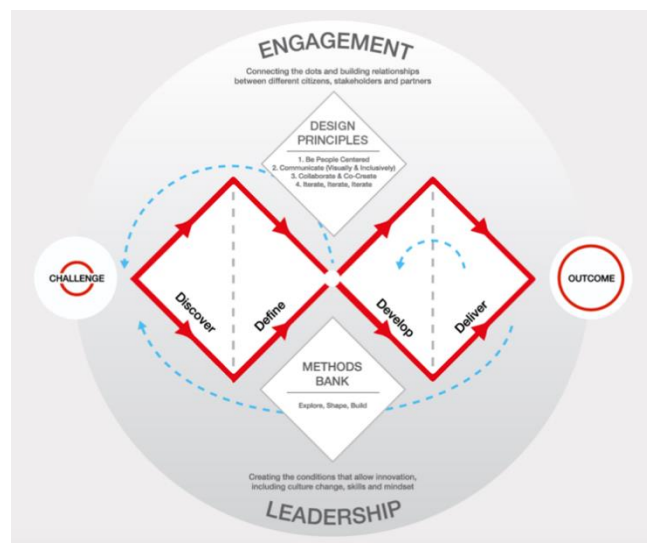 ENGAGEMENT
Connecting the dots and building relationships
between different citizens, stakeholders and partners
DESIGN
PRINCIPLES
1. Be People Centered
2. Communicate (Visually & Inclusively)
3. Collaborate & Co-Create
4. Iterate, Iterate, Iterate
CHALLENGE
Discover
Define
Develop
Deliver
OUTCOME
METHODS
BANK
Explore, Shape, Build
Creating the conditions that allow innovation,
including culture change, skills and mindset
LEADERSHIP